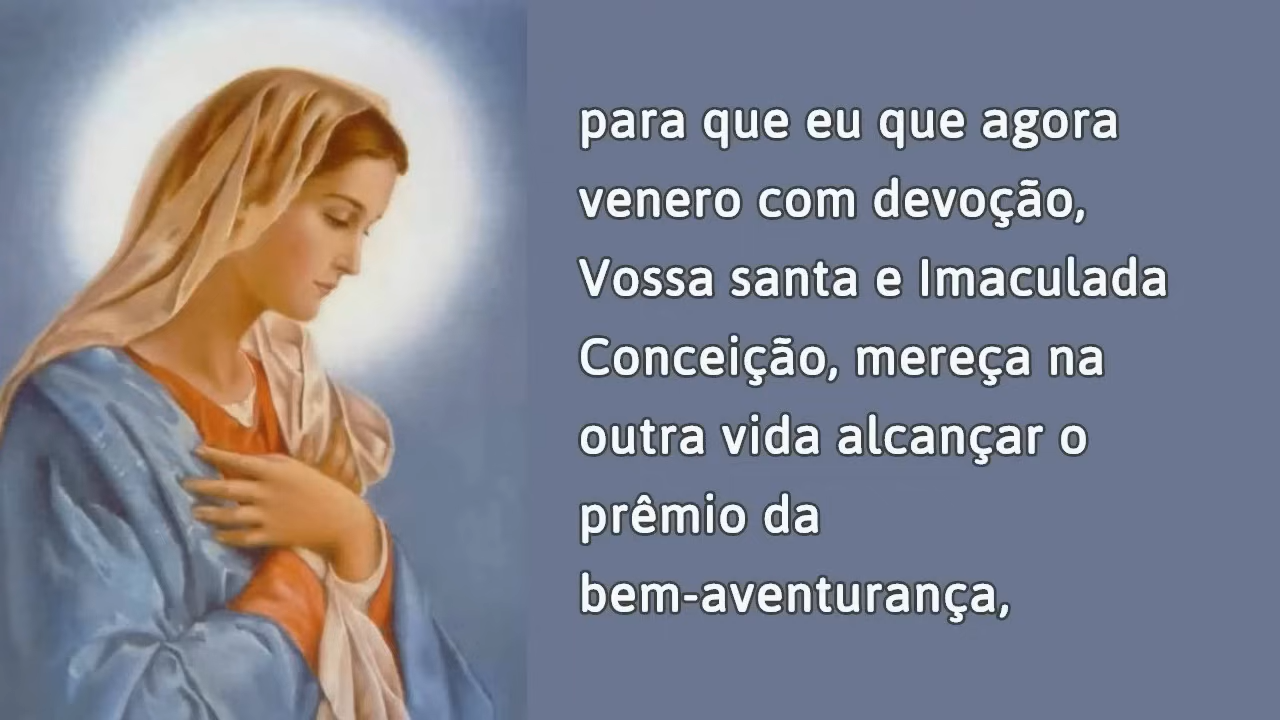 para que eu que agora
venero com devoção,
Vossa santa e Imaculada
Conceição, mereça na
outra vida alcançar o
prêmio da
bem-aventurança,